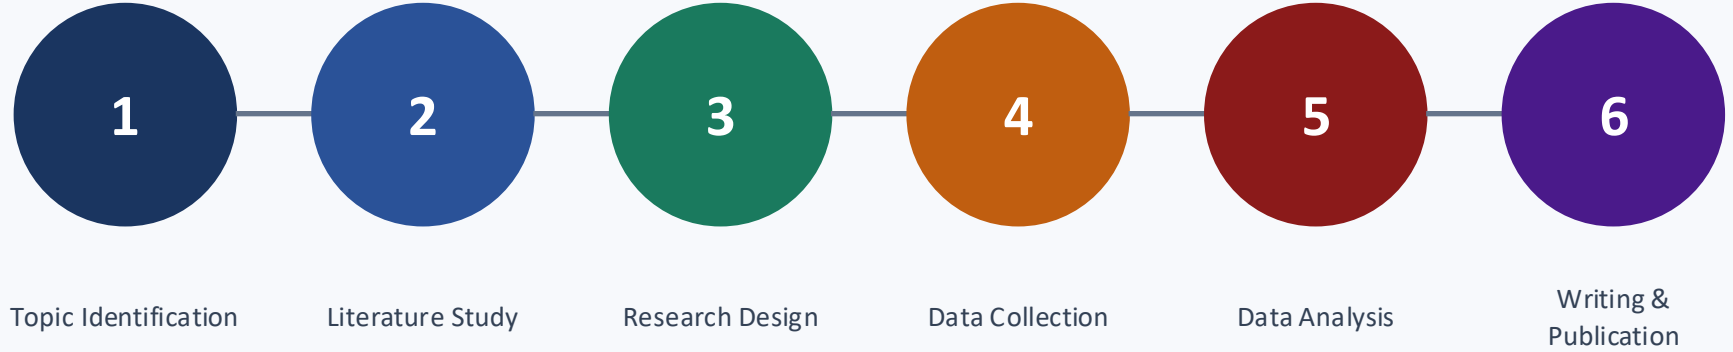 1
2
3
4
5
6
Topic Identification
Literature Study
Research Design
Data Collection
Data Analysis
Writing &
Publication